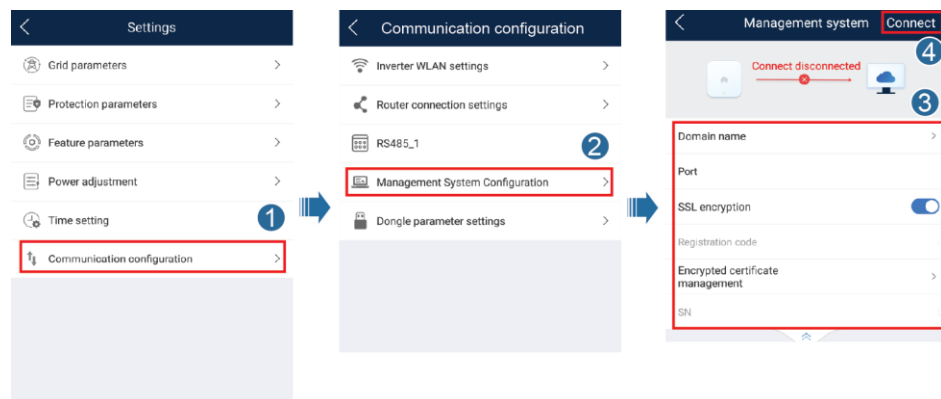 Settings
Grid parameters
Protection parameters
Feature parameters
Power adjustment
Time setting
1
Communication configuration
Communication configuration
Inverter WLAN settings
Router connection settings
RS485_1
2
Management System Configuration
Dongle parameter settings
Management system Connect
4
Connect disconnected
3
Domain name
Port
SSL encryption
Registration code
Encrypted certificate
management
SN